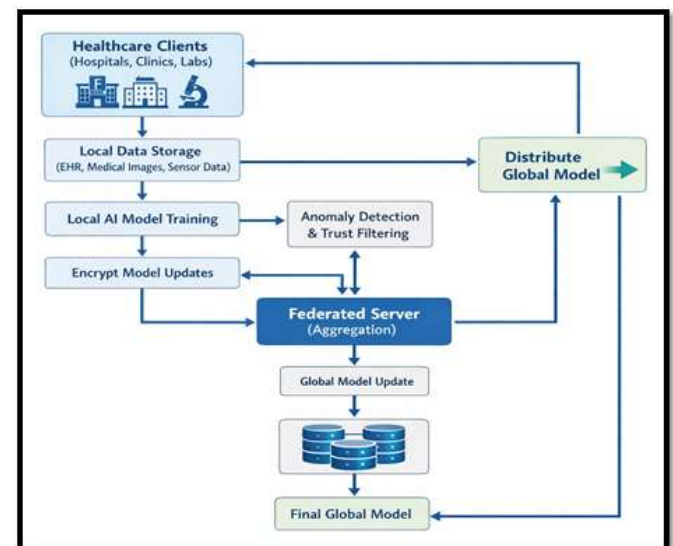 Healthcare Clients
(Hospitals, Clinics, Labs)
Local Data Storage
(EHR, Medical Images, Sensor Data)
Distribute
Global Model
Local AI Model Training
Anomaly Detection
& Trust Filtering
Encrypt Model Updates
Federated Server
(Aggregation)
Global Model Update
Final Global Model